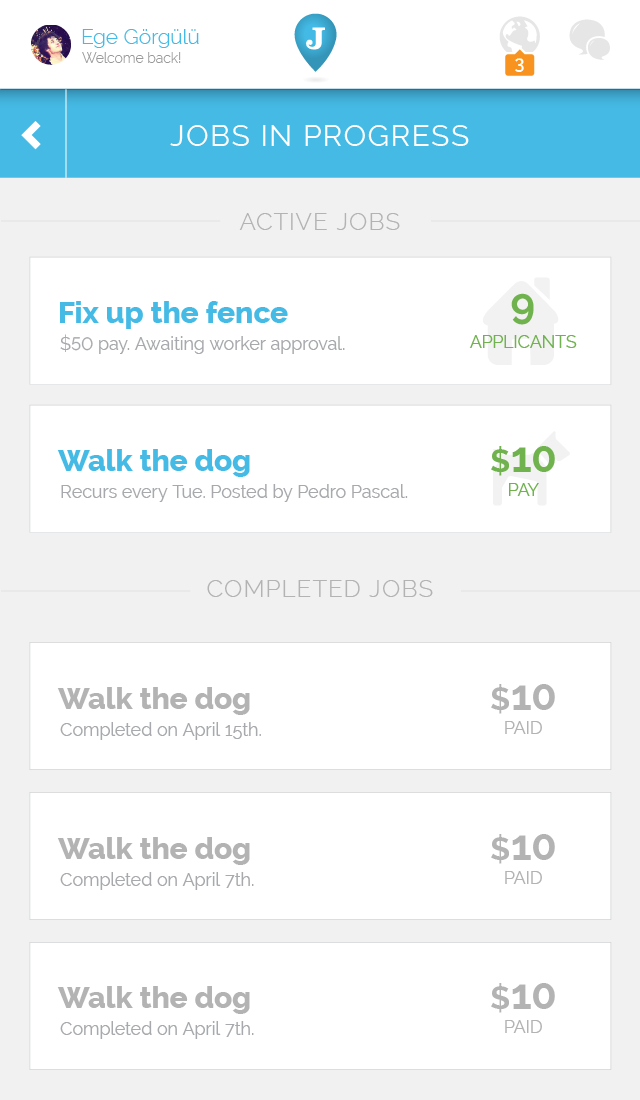 Ege Görgülü
Welcome back!
J
3
JOBS IN PROGRESS
ACTIVE JOBS
Fix up the fence
$50 pay. Awaiting worker approval.
9
APPLICANTS
Walk the dog
Recurs every Tue. Posted by Pedro Pascal.
$10
PAY
COMPLETED JOBS
Walk the dog
Completed on April 15th.
$10
PAID
Walk the dog
Completed on April 7th.
$10
PAID
Walk the dog
Completed on April 7th.
$10
PAID